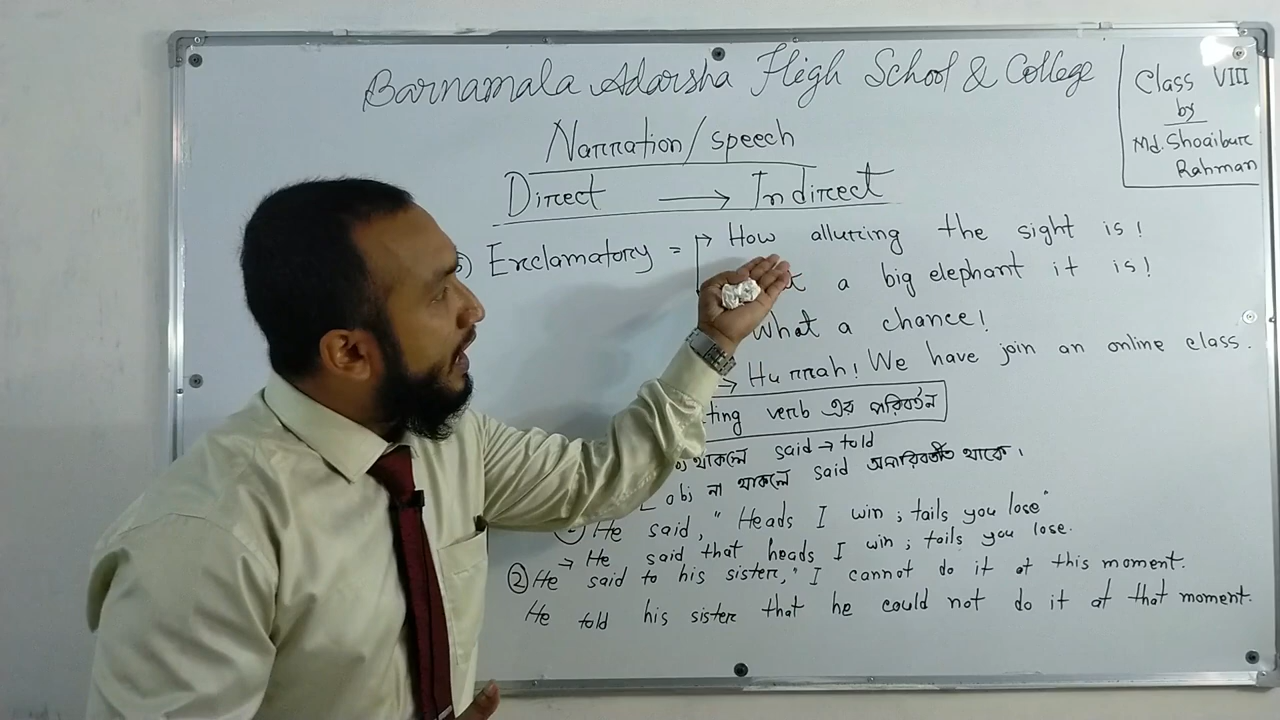 Barnamala Adarsha High School & College
Class VIII
by
Md. Shoaibur
Rahman
Narration/speech
Direct → Indirect
Exclamatory = → How allurring the sight is!
a big elephant it is!
What a chance!
→ Hurrah! We have join an online class.
ting verb এর পরিবর্তন
থাকলে said → told
obj না থাকলে said অপরিবর্তীত থাকে।
He said, "Heads I win ; tails you lose"
→ He said that heads I win ; tails you lose.
② He said to his sister, "I cannot do it at this moment.
He told his sister that he could not do it at that moment.